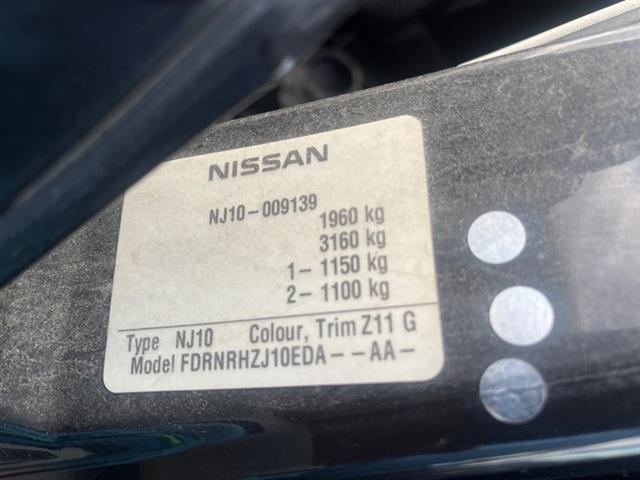 NISSAN
NJ10-009139
1960 kg
3160 kg
1- 1150 kg
2- 1100 kg
Type NJ10 Colour, Trim Z11 G
Model FDRNRHZJ10EDA--AA-